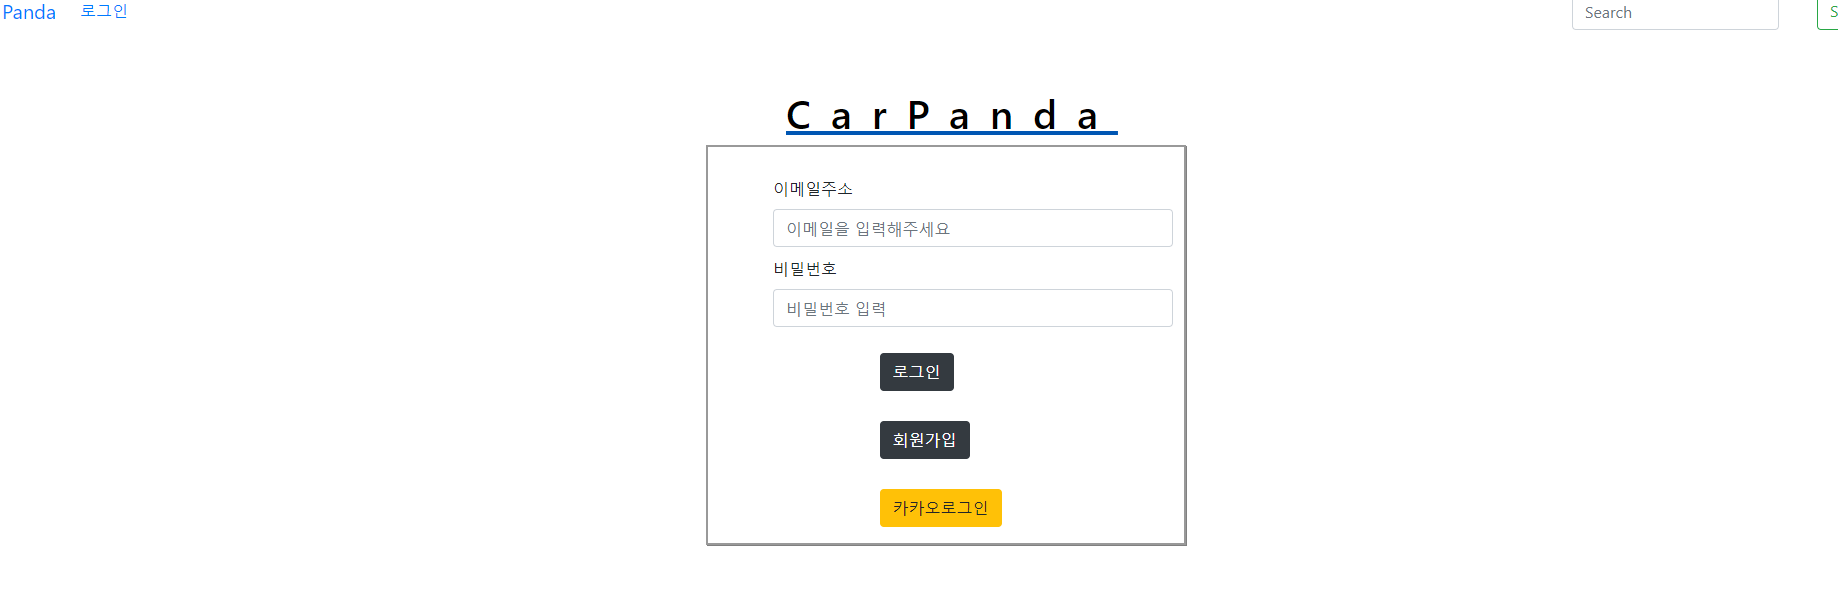 Panda 로그인 Search S
CarPanda
이메일주소
이메일을 입력해주세요
비밀번호
비밀번호 입력
로그인
회원가입
카카오로그인